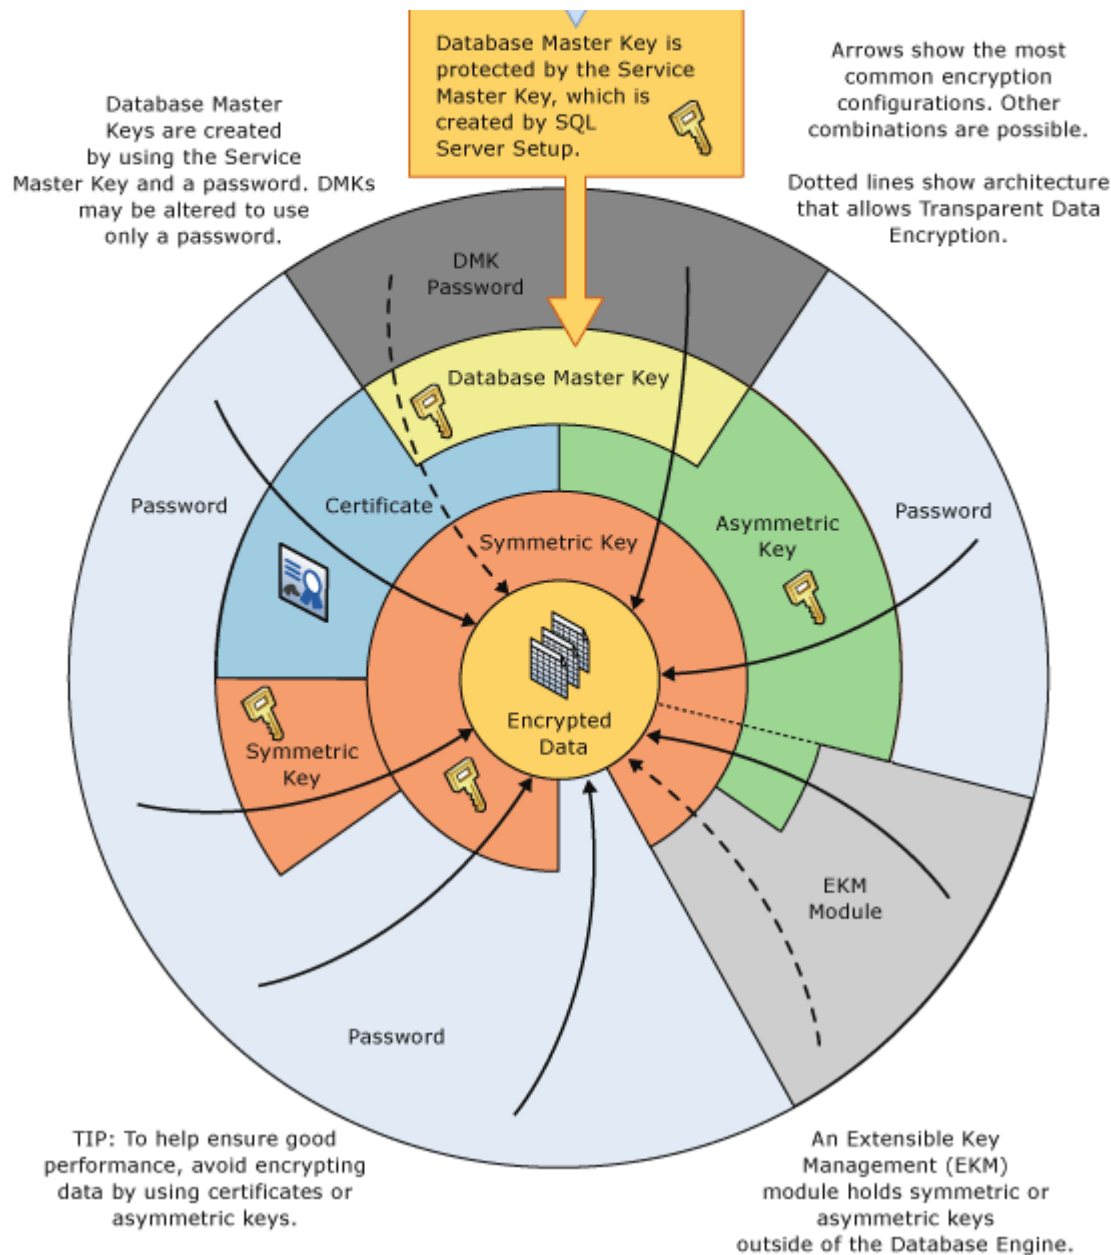 Database Master Key is
protected by the Service
Master Key, which is
created by SQL
Server Setup.
Arrows show the most
common encryption
configurations. Other
combinations are possible.
Dotted lines show architecture
that allows Transparent Data
Encryption.
Database Master
Keys are created
by using the Service
Master Key and a password. DMKs
may be altered to use
only a password.
DMK
Password
Database Master Key
Password
Certificate
Symmetric Key
Asymmetric
Key
Password
Encrypted
Data
Symmetric
Key
EKM
Module
Password
TIP: To help ensure good
performance, avoid encrypting
data by using certificates or
asymmetric keys.
An Extensible Key
Management (EKM)
module holds symmetric or
asymmetric keys
outside of the Database Engine.